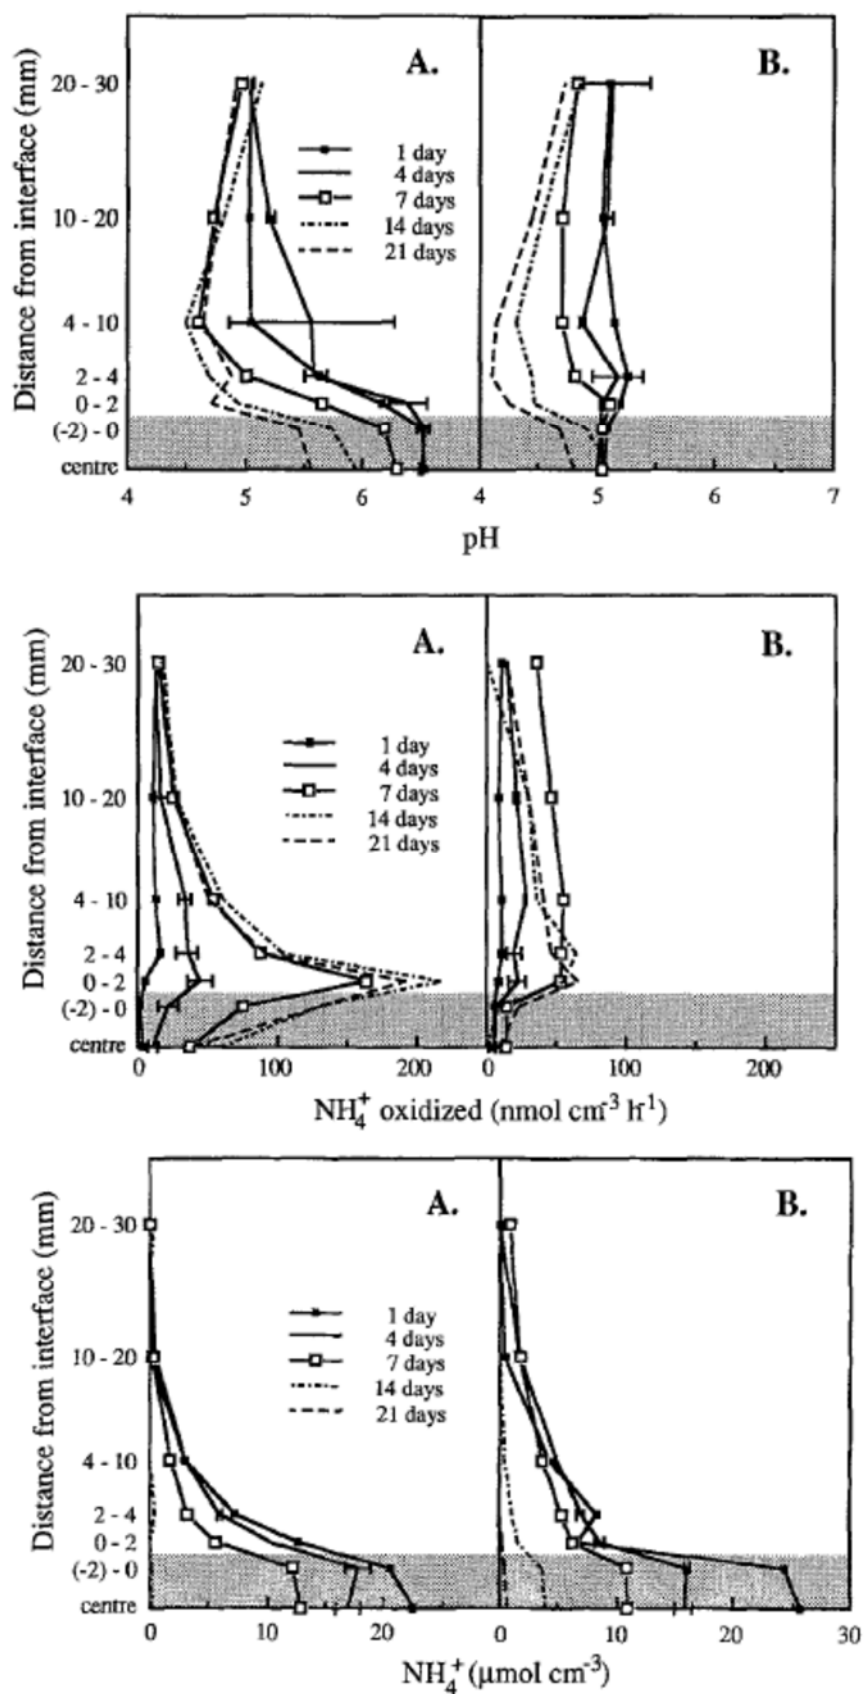 Distance from interface (mm)
A.
B.
20 - 30
10 - 20
4 - 10
2 - 4
0 - 2
(-2) - 0
centre
1 day
4 days
7 days
14 days
21 days
4
5
6
4
5
6
7
pH
Distance from interface (mm)
A.
B.
20 - 30
10 - 20
4 - 10
2 - 4
0 - 2
(-2) - 0
centre
1 day
4 days
7 days
14 days
21 days
0
100
200
0
100
200
NH₄⁺ oxidized (nmol cm⁻³ h⁻¹)
Distance from interface (mm)
A.
B.
20 - 30
10 - 20
4 - 10
2 - 4
0 - 2
(-2) - 0
centre
1 day
4 days
7 days
14 days
21 days
0
10
20
0
10
20
30
NH₄⁺ (μmol cm⁻³)